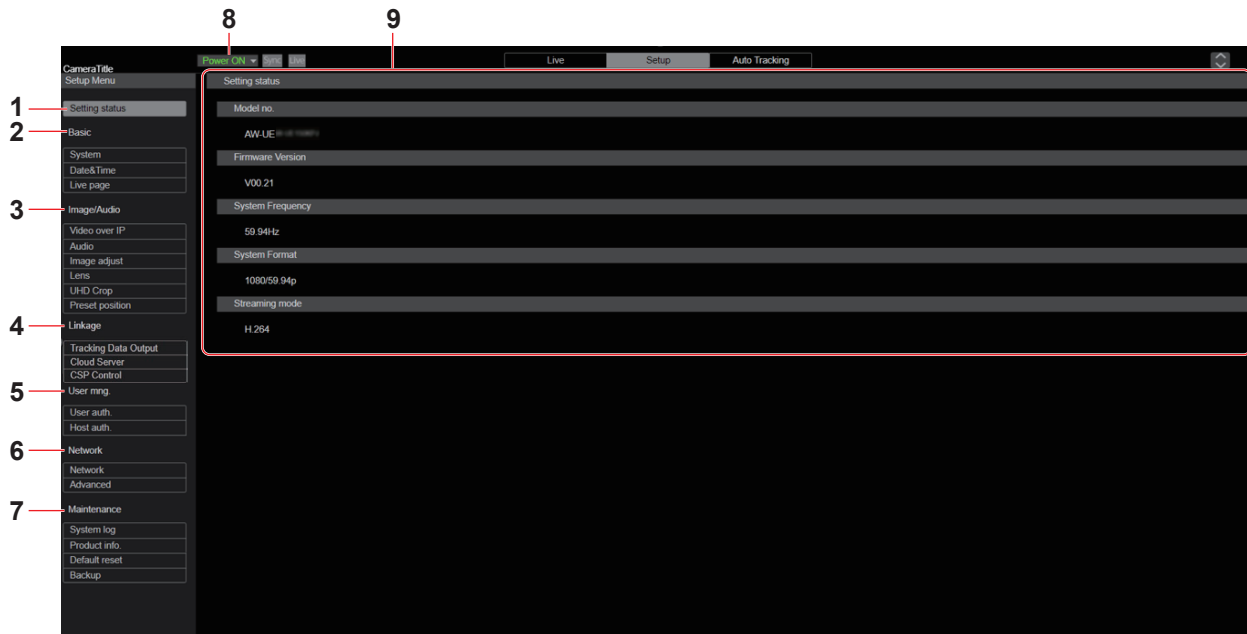 8 9
CameraTitle
Power ON Sync Live
Live Setup Auto Tracking
Setup Menu
Setting status
1
Setting status
2
Basic
System
Date&Time
Live page
3
Image/Audio
Video over IP
Audio
Image adjust
Lens
UHD Crop
Preset position
4
Linkage
Tracking Data Output
Cloud Server
CSP Control
5
User mng.
User auth.
Host auth.
6
Network
Network
Advanced
7
Maintenance
System log
Product info.
Default reset
Backup
Model no.
AW-UE
Firmware Version
V00.21
System Frequency
59.94Hz
System Format
1080/59.94p
Streaming mode
H.264